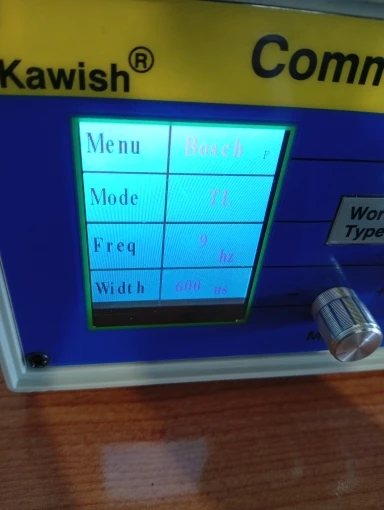 Kawish®
Comm
Menu Bosch P
Mode TL
Freq 9 hz
Width 600 us
Wor
Type
M